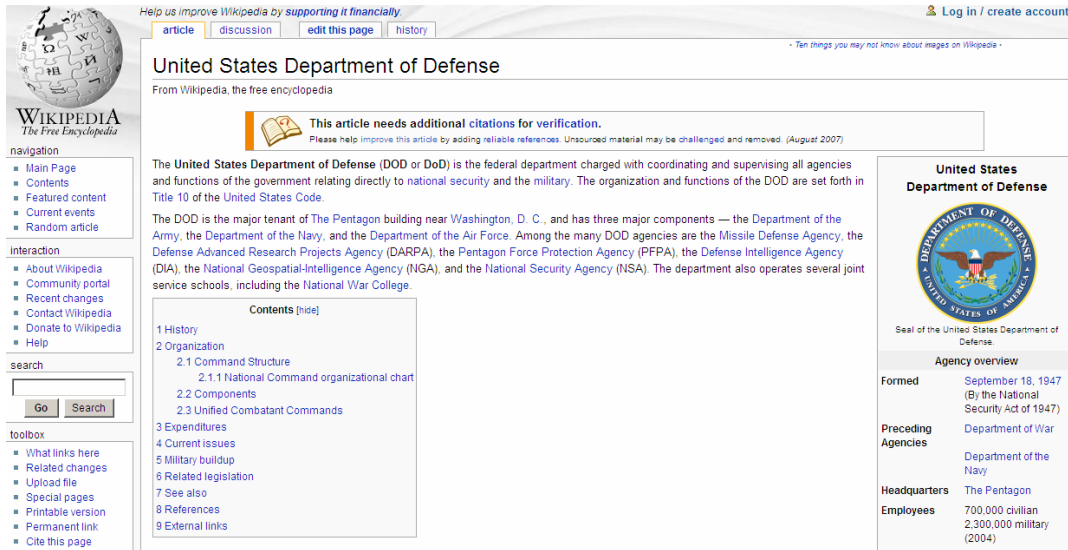 Help us improve Wikipedia by supporting it financially.
Log in / create account
article
discussion
edit this page
history
- Ten things you may not know about images on Wikipedia -
WIKIPEDIA
The Free Encyclopedia
navigation
Main Page
Contents
Featured content
Current events
Random article
interaction
About Wikipedia
Community portal
Recent changes
Contact Wikipedia
Donate to Wikipedia
Help
search
Go
Search
toolbox
What links here
Related changes
Upload file
Special pages
Printable version
Permanent link
Cite this page
United States Department of Defense
From Wikipedia, the free encyclopedia
This article needs additional citations for verification.
Please help improve this article by adding reliable references. Unsourced material may be challenged and removed. (August 2007)
The United States Department of Defense (DOD or DoD) is the federal department charged with coordinating and supervising all agencies
and functions of the government relating directly to national security and the military. The organization and functions of the DOD are set forth in
Title 10 of the United States Code.
The DOD is the major tenant of The Pentagon building near Washington, D. C., and has three major components — the Department of the
Army, the Department of the Navy, and the Department of the Air Force. Among the many DOD agencies are the Missile Defense Agency, the
Defense Advanced Research Projects Agency (DARPA), the Pentagon Force Protection Agency (PFPA), the Defense Intelligence Agency
(DIA), the National Geospatial-Intelligence Agency (NGA), and the National Security Agency (NSA). The department also operates several joint
service schools, including the National War College.
Contents [hide]
1 History
2 Organization
2.1 Command Structure
2.1.1 National Command organizational chart
2.2 Components
2.3 Unified Combatant Commands
3 Expenditures
4 Current issues
5 Military buildup
6 Related legislation
7 See also
8 References
9 External links
United States
Department of Defense
DEPARTMENT OF DEFENSE
UNITED STATES OF AMERICA
Seal of the United States Department of
Defense.
Agency overview
Formed September 18, 1947
(By the National
Security Act of 1947)
Preceding Department of War
Agencies
Department of the
Navy
Headquarters The Pentagon
Employees 700,000 civilian
2,300,000 military
(2004)